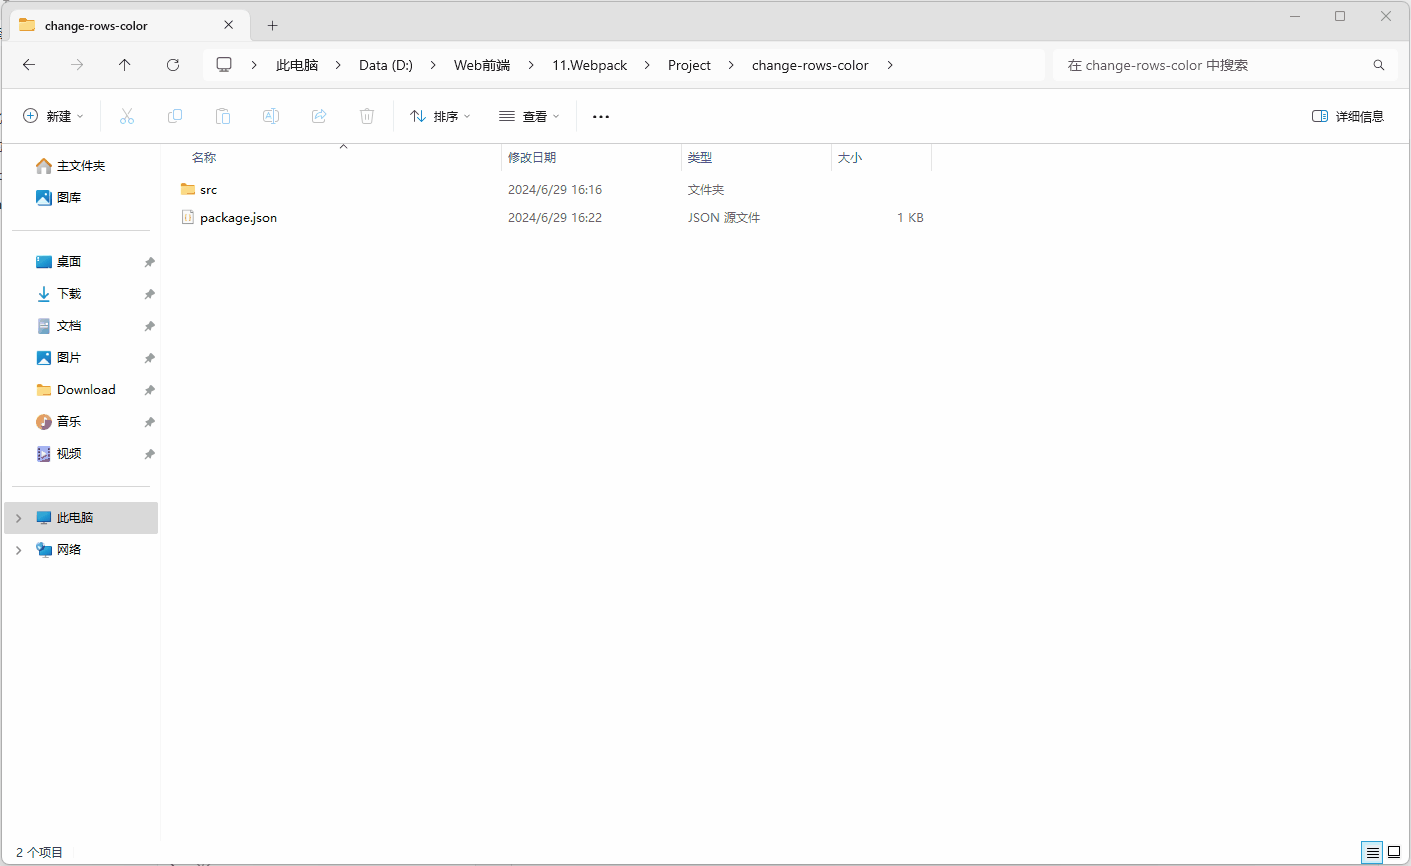 change-rows-color
此电脑 Data (D:) Web前端 11.Webpack Project change-rows-color
在 change-rows-color 中搜索
新建 排序 查看 详细信息
名称 修改日期 类型 大小
src 2024/6/29 16:16 文件夹
package.json 2024/6/29 16:22 JSON 源文件 1 KB
主文件夹
图库
桌面
下载
文档
图片
Download
音乐
视频
此电脑
网络
2 个项目